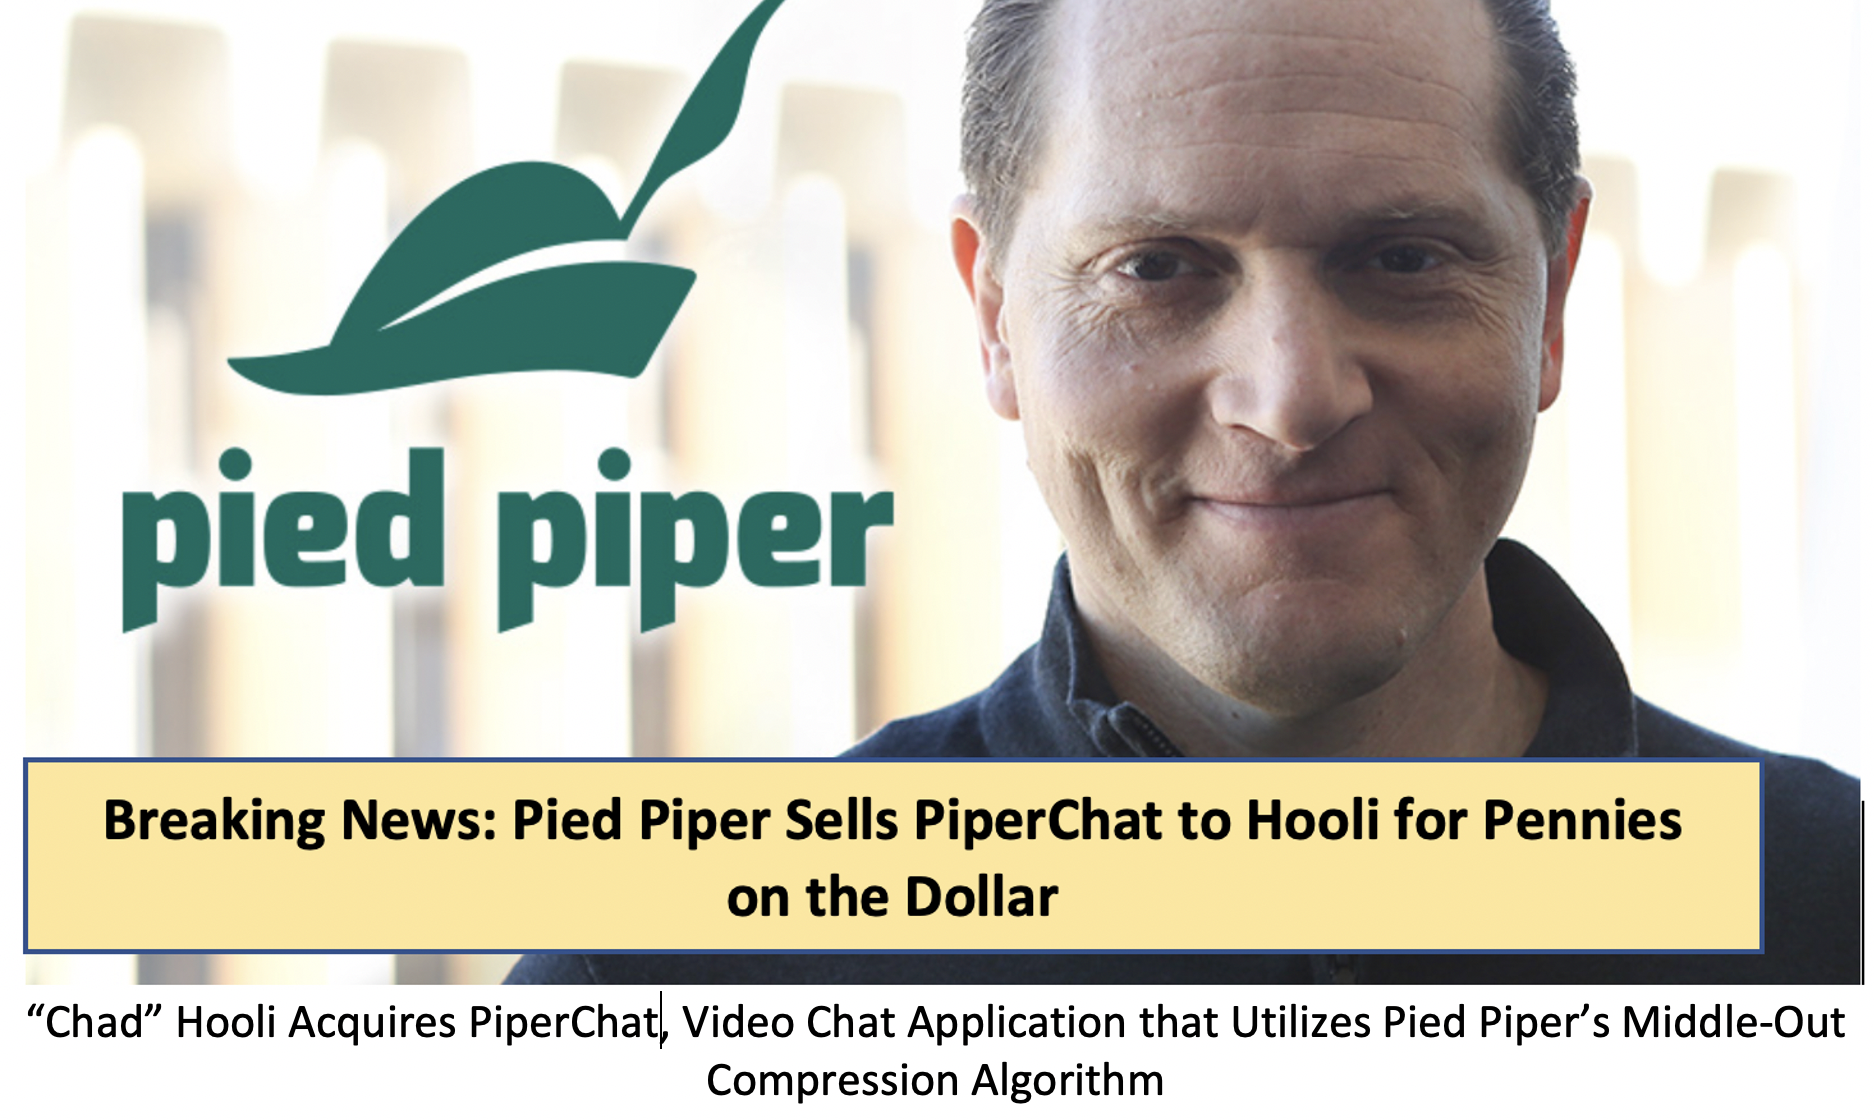 pied piper
Breaking News: Pied Piper Sells PiperChat to Hooli for Pennies
on the Dollar
“Chad” Hooli Acquires PiperChat, Video Chat Application that Utilizes Pied Piper’s Middle-Out
Compression Algorithm